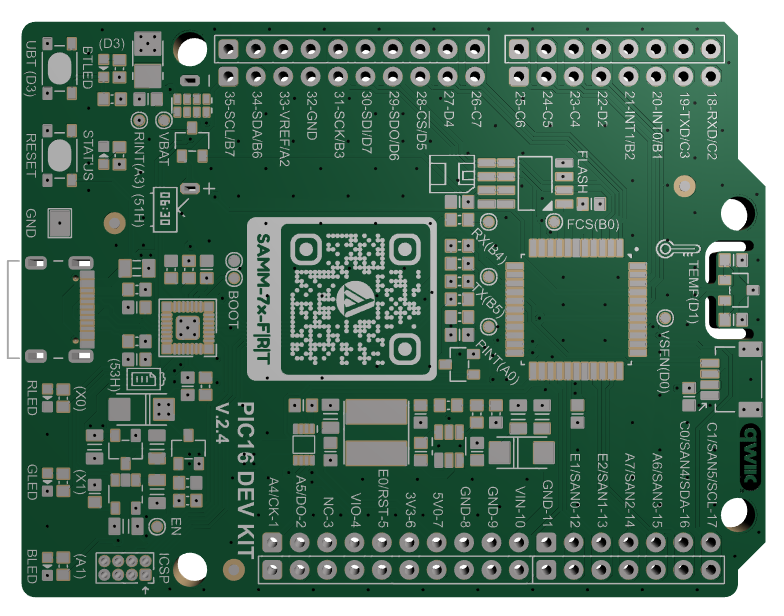 UBT (D3)
BTLED
(D3)
RESET
STATUS
RINT(A3)
VBAT
(51H)
06:30
GND
35-SCL/B7
34-SDA/B6
33-VREF/A2
32-GND
31-SCK/B3
30-SDI/D7
29-SDO/D6
28-CS/D5
27-D4
26-C7
25-C6
24-C5
23-C4
22-D2
21-INT1/B2
20-INT0/B1
19-TXD/C3
18-RXD/C2
FLASH
FCS(B0)
RX(B4)
TX(B5)
PINT(A0)
TEMP(D1)
VSEN(D0)
BOOT
SAMM-7x-FIRIT
(53H)
RLED
(X0)
GLED
(X1)
BLED
(A1)
EN
ICSP
PIC16 DEV KIT
V.2.4
A4/CK-1
A5/DO-2
NC-3
VIO-4
E0/RST-5
3V3-6
5V0-7
GND-8
GND-9
VIN-10
GND-11
E1/SAN0-12
E2/SAN1-13
A7/SAN2-14
A6/SAN3-15
C0/SAN4/SDA-16
C1/SAN5/SCL-17
qwiic